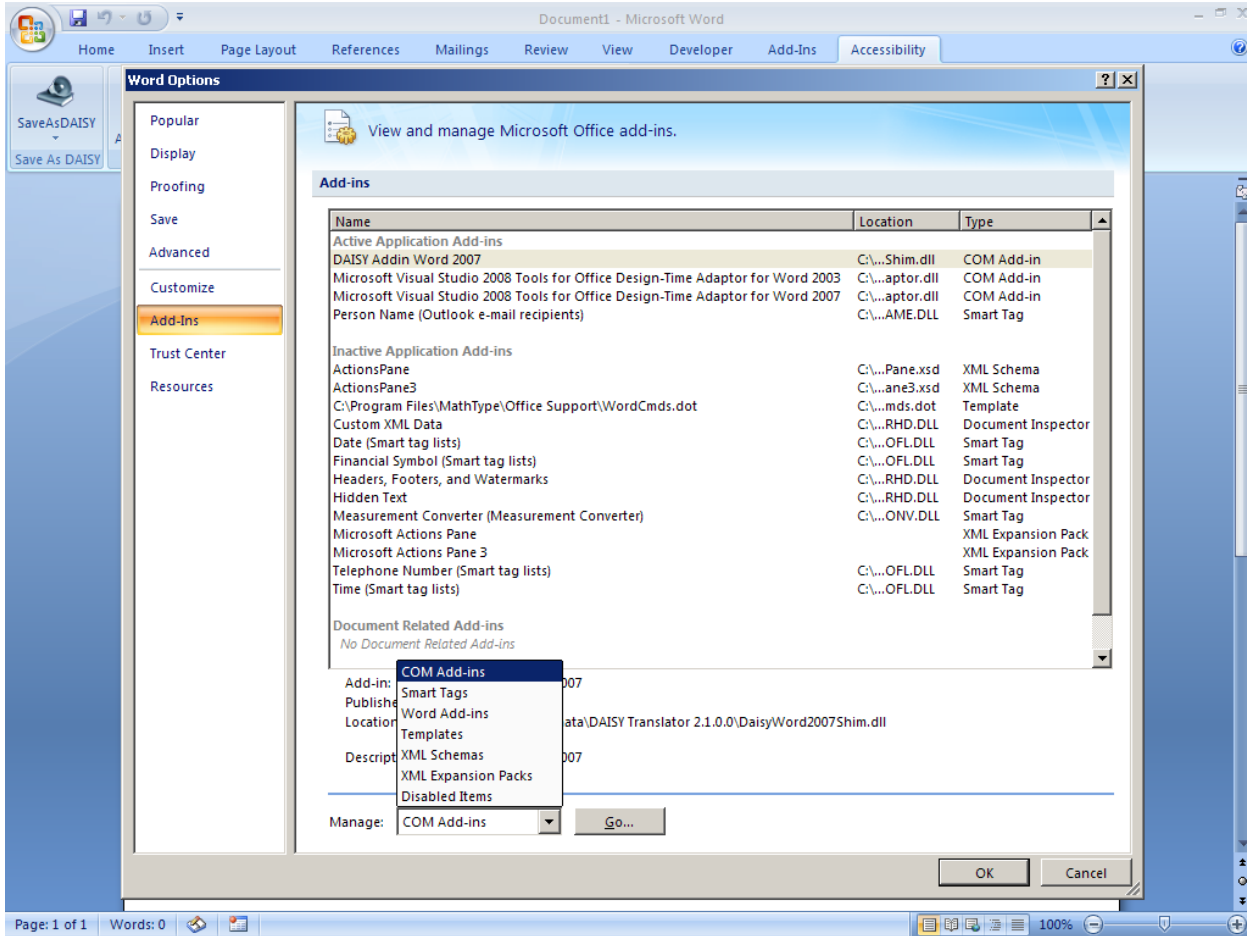 Document1 - Microsoft Word
Home Insert Page Layout References Mailings Review View Developer Add-Ins Accessibility
SaveAsDAISY
Save As DAISY
Word Options
Popular
Display
Proofing
Save
Advanced
Customize
Add-Ins
Trust Center
Resources
View and manage Microsoft Office add-ins.
Add-ins
Name Location Type
Active Application Add-ins
DAISY Addin Word 2007 C:\...Shim.dll COM Add-in
Microsoft Visual Studio 2008 Tools for Office Design-Time Adaptor for Word 2003 C:\...aptor.dll COM Add-in
Microsoft Visual Studio 2008 Tools for Office Design-Time Adaptor for Word 2007 C:\...aptor.dll COM Add-in
Person Name (Outlook e-mail recipients) C:\...AME.DLL Smart Tag
Inactive Application Add-ins
ActionsPane C:\...Pane.xsd XML Schema
ActionsPane3 C:\...ane3.xsd XML Schema
C:\Program Files\MathType\Office Support\WordCmds.dot C:\...mds.dot Template
Custom XML Data C:\...RHD.DLL Document Inspector
Date (Smart tag lists) C:\...OFL.DLL Smart Tag
Financial Symbol (Smart tag lists) C:\...OFL.DLL Smart Tag
Headers, Footers, and Watermarks C:\...RHD.DLL Document Inspector
Hidden Text C:\...RHD.DLL Document Inspector
Measurement Converter (Measurement Converter) C:\...ONV.DLL Smart Tag
Microsoft Actions Pane XML Expansion Pack
Microsoft Actions Pane 3 XML Expansion Pack
Telephone Number (Smart tag lists) C:\...OFL.DLL Smart Tag
Time (Smart tag lists) C:\...OFL.DLL Smart Tag
Document Related Add-ins
No Document Related Add-ins
Add-in: 007
Publishe
Location ata\DAISY Translator 2.1.0.0\DaisyWord2007Shim.dll
Descript 007
COM Add-ins
Smart Tags
Word Add-ins
Templates
XML Schemas
XML Expansion Packs
Disabled Items
Manage: COM Add-ins Go...
OK Cancel
Page: 1 of 1 Words: 0 100%